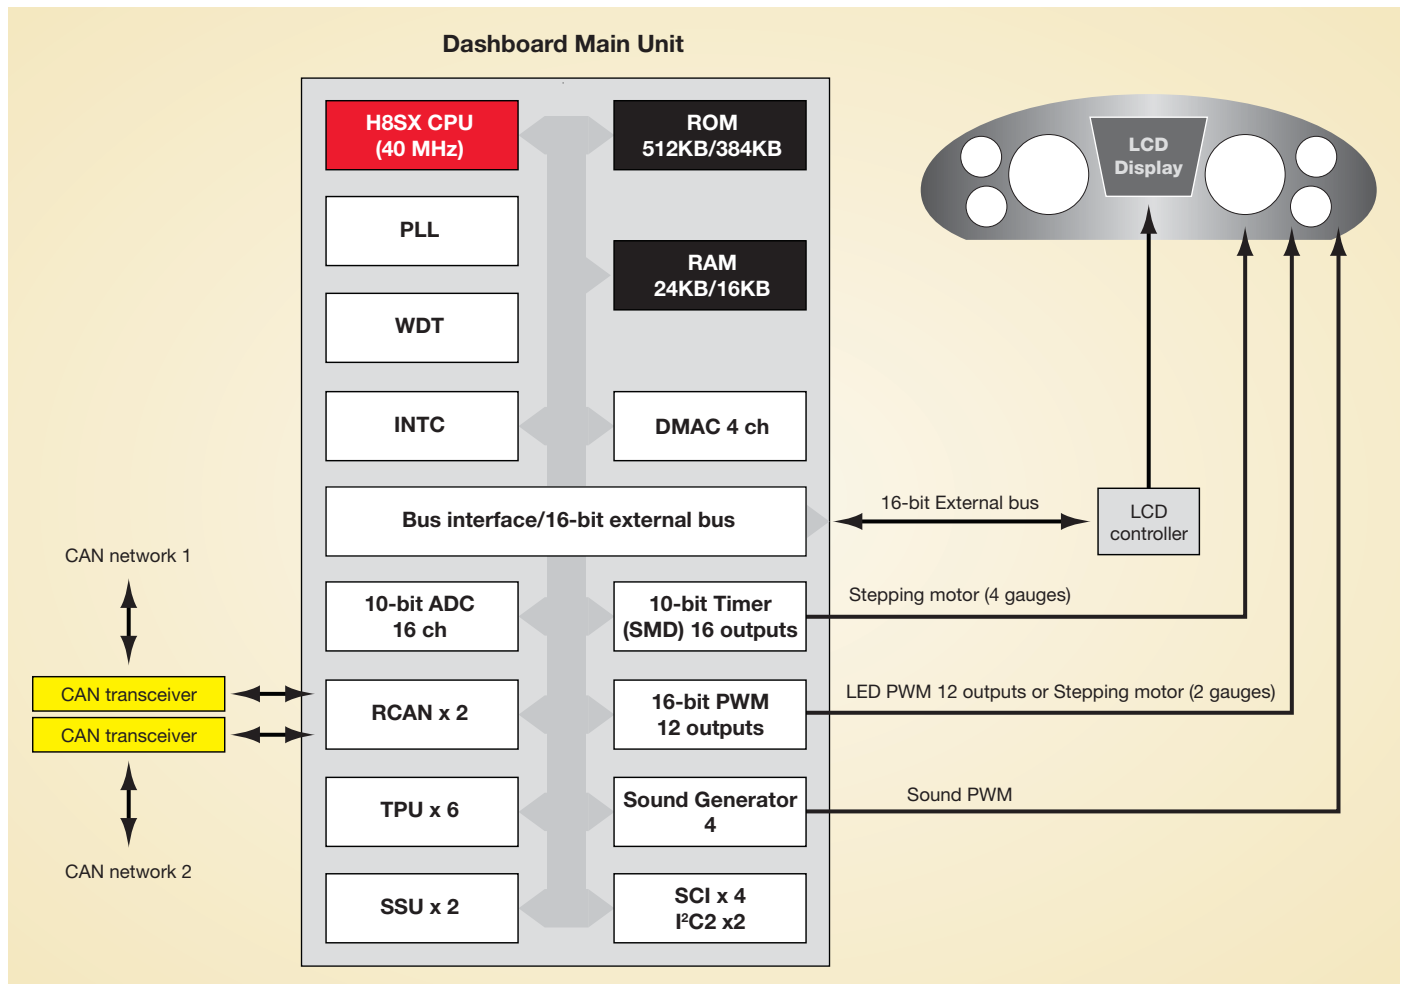 Dashboard Main Unit
H8SX CPU
(40 MHz)
ROM
512KB/384KB
PLL
RAM
24KB/16KB
WDT
INTC
DMAC 4 ch
Bus interface/16-bit external bus
10-bit ADC
16 ch
10-bit Timer
(SMD) 16 outputs
RCAN x 2
16-bit PWM
12 outputs
TPU x 6
Sound Generator
4
SSU x 2
SCI x 4
I²C2 x2
LCD
Display
16-bit External bus
LCD
controller
Stepping motor (4 gauges)
LED PWM 12 outputs or Stepping motor (2 gauges)
Sound PWM
CAN network 1
CAN transceiver
CAN transceiver
CAN network 2